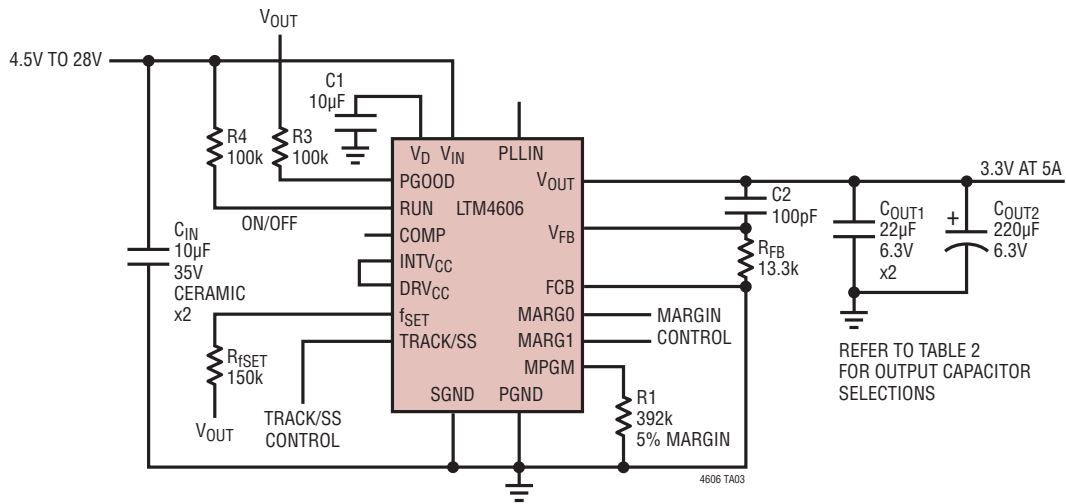 VOUT
4.5V TO 28V
C1
10µF
R4
100k
R3
100k
VD
VIN
PLLIN
PGOOD
VOUT
3.3V AT 5A
RUN
LTM4606
ON/OFF
C2
100pF
COUT1
22µF
6.3V
x2
+
COUT2
220µF
6.3V
CIN
10µF
35V
CERAMIC
x2
COMP
VFB
RFB
13.3k
INTVCC
DRVCC
FCB
fSET
MARG0
MARGIN
CONTROL
TRACK/SS
MARG1
MPGM
RfSET
150k
SGND
PGND
R1
392k
5% MARGIN
REFER TO TABLE 2
FOR OUTPUT CAPACITOR
SELECTIONS
VOUT
TRACK/SS
CONTROL
4606 TA03